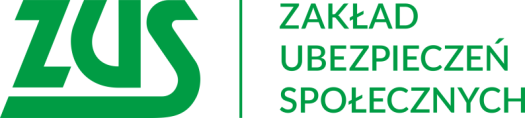 ZUS
ZAKŁAD
UBEZPIECZEŃ
SPOŁECZNYCH